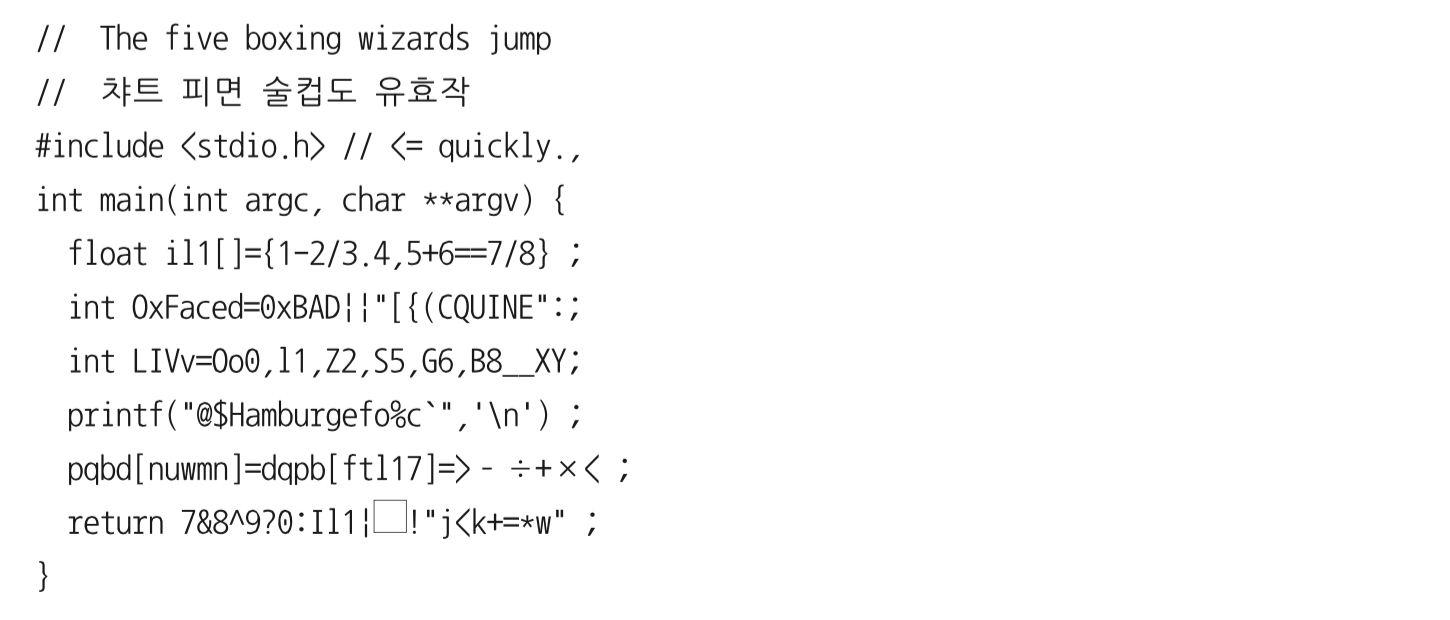 //  The five boxing wizards jump
//  챠트 피면 술컵도 유효작
#include <stdio.h> // <= quickly.,
int main(int argc, char **argv) {
  float il1[]={1-2/3.4,5+6==7/8} ;
  int OxFaced=0xBAD||"[{(CQUINE":;
  int LIVv=Oo0,l1,Z2,S5,G6,B8__XY;
  printf("@$Hamburgefo%c`",'\n') ;
  pqbd[nuwmn]=dqpb[ftl17]=>- ÷+×< ;
  return 7&8^9?0:Il1|□!"j<k+=*w" ;
}